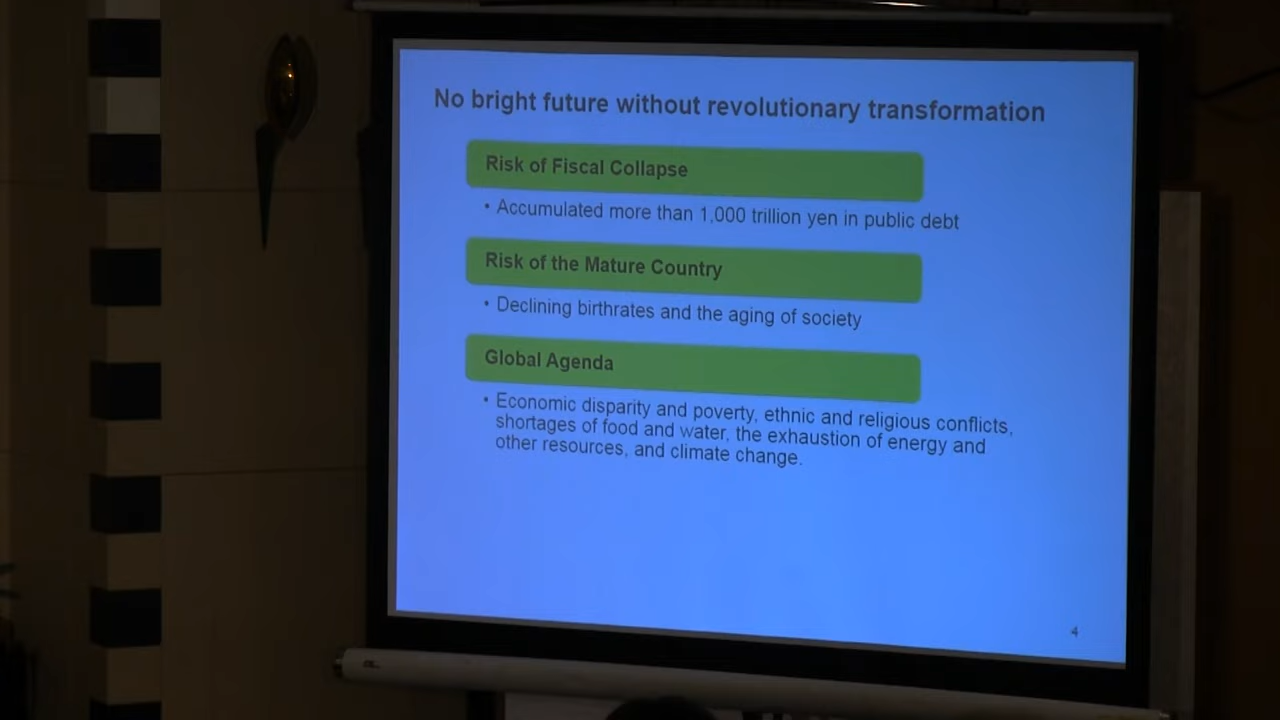 No bright future without revolutionary transformation
Risk of Fiscal Collapse
• Accumulated more than 1,000 trillion yen in public debt
Risk of the Mature Country
• Declining birthrates and the aging of society
Global Agenda
• Economic disparity and poverty, ethnic and religious conflicts,
shortages of food and water, the exhaustion of energy and
other resources, and climate change.
4